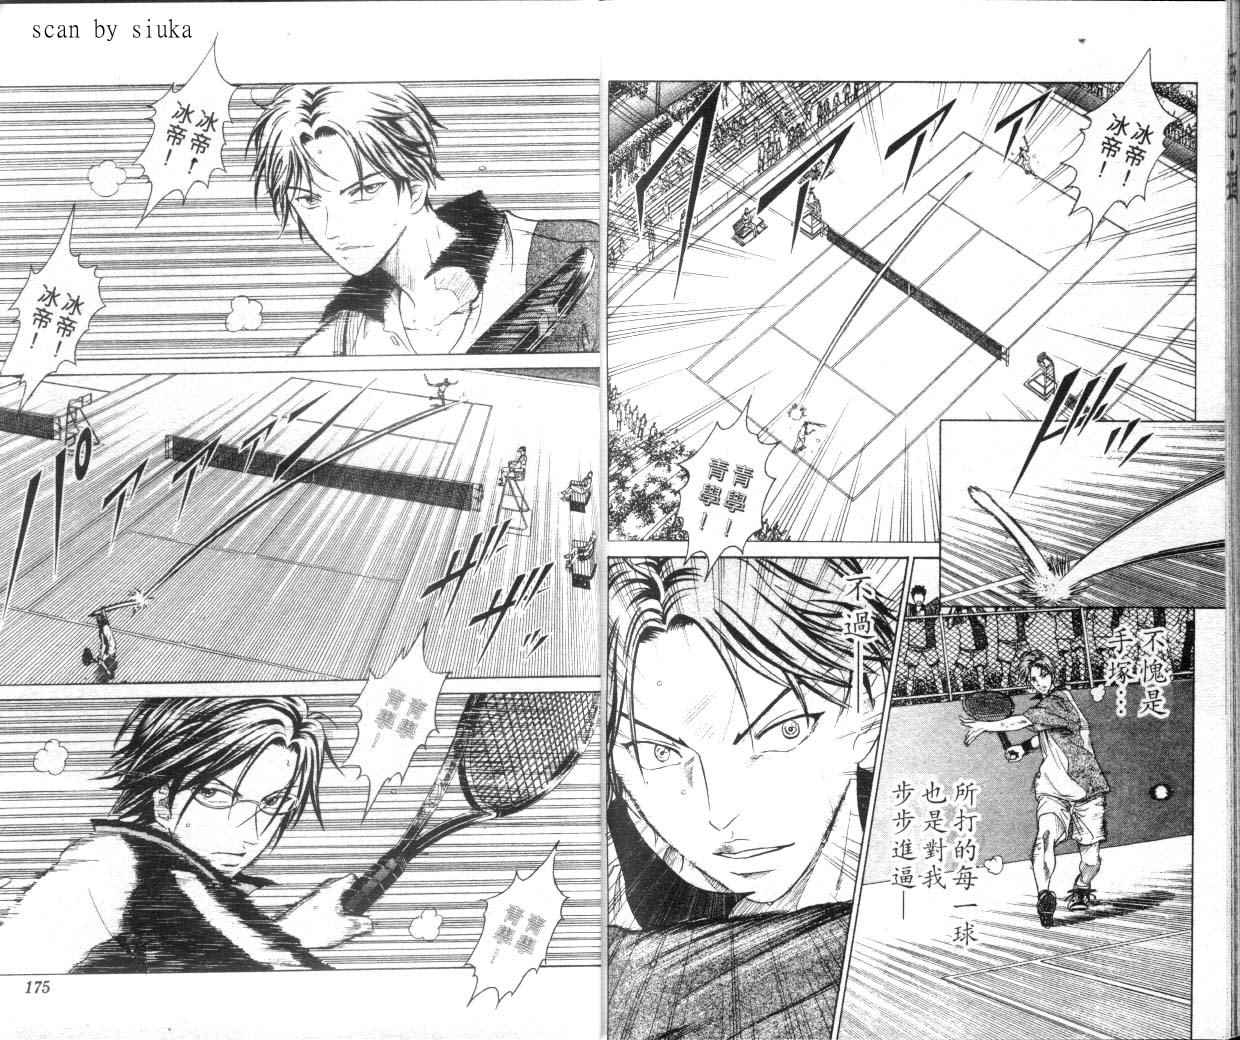 scan by siuka
冰帝！
冰帝！
青學－
青學！
不愧是
手塚…
所打的每一球
也是對我
步步進逼－
不過——
冰帝！
冰帝！
冰帝！
冰帝！
青學
青學－
青學
青學
175